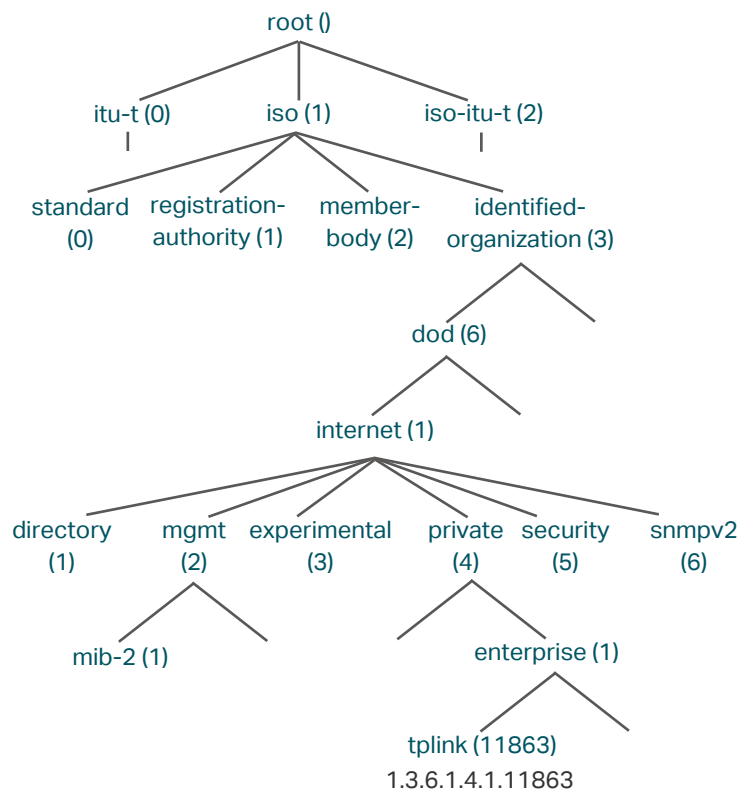 root ()
itu-t (0) iso (1) iso-itu-t (2)
standard registration- member- identified-
(0) authority (1) body (2) organization (3)
dod (6)
internet (1)
directory mgmt experimental private security snmpv2
(1) (2) (3) (4) (5) (6)
mib-2 (1) enterprise (1)
tplink (11863)
1.3.6.1.4.1.11863